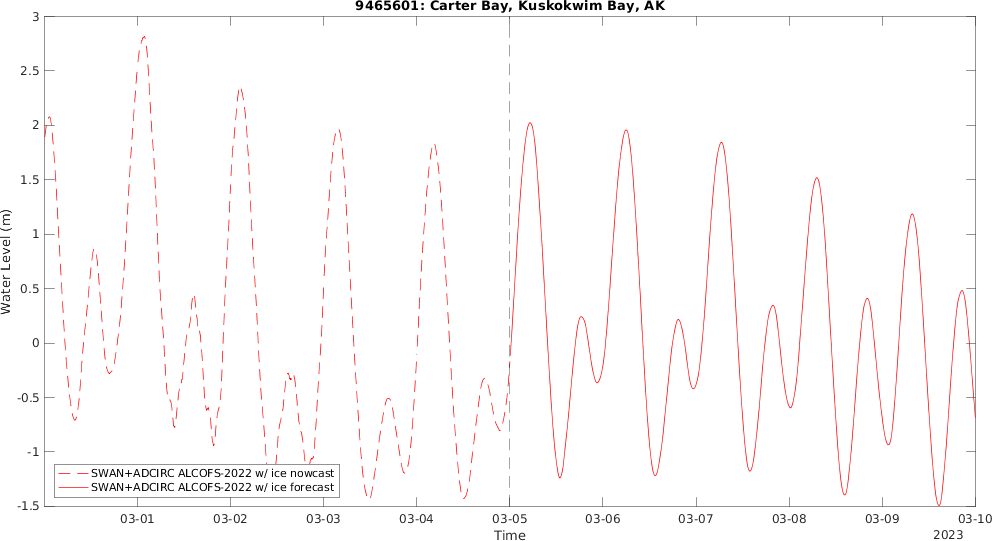 9465601: Carter Bay, Kuskokwim Bay, AK
Water Level (m)
3
2.5
2
1.5
1
0.5
0
-0.5
-1
-1.5
SWAN+ADCIRC ALCOFS-2022 w/ ice nowcast
SWAN+ADCIRC ALCOFS-2022 w/ ice forecast
03-01 03-02 03-03 03-04 03-05 03-06 03-07 03-08 03-09 03-10
Time
2023